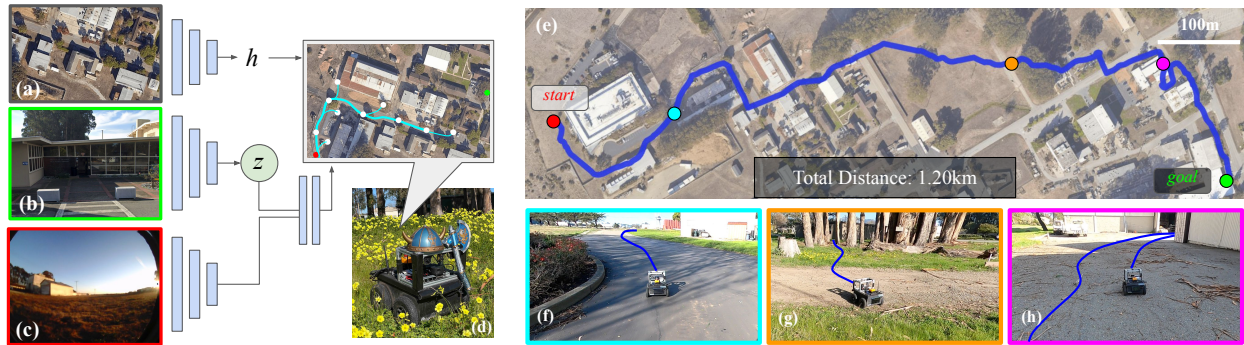 (a)
h
(b)
z
(c)
(d)
(e)
100m
start
Total Distance: 1.20km
goal
(f)
(g)
(h)